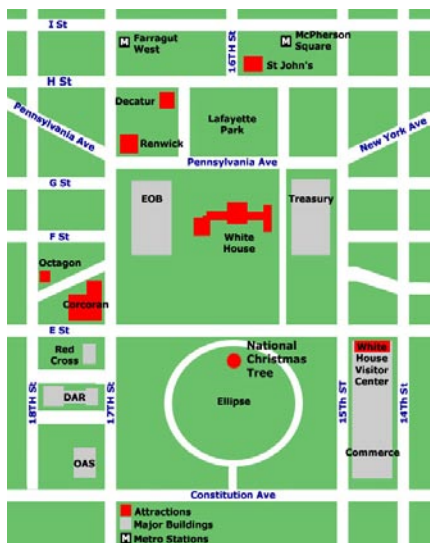 I St
M Farragut
West
16TH St
M McPherson
Square
St John's
H St
Decatur
Lafayette
Park
Pennsylvania Ave
Renwick
New York Ave
Pennsylvania Ave
G St
EOB
Treasury
White
House
F St
Octagon
Corcoran
E St
Red
Cross
National
Christmas
Tree
White
House
Visitor
Center
18TH St
17TH St
DAR
Ellipse
15Th ST
14Th St
OAS
Commerce
Constitution Ave
Attractions
Major Buildings
M Metro Stations